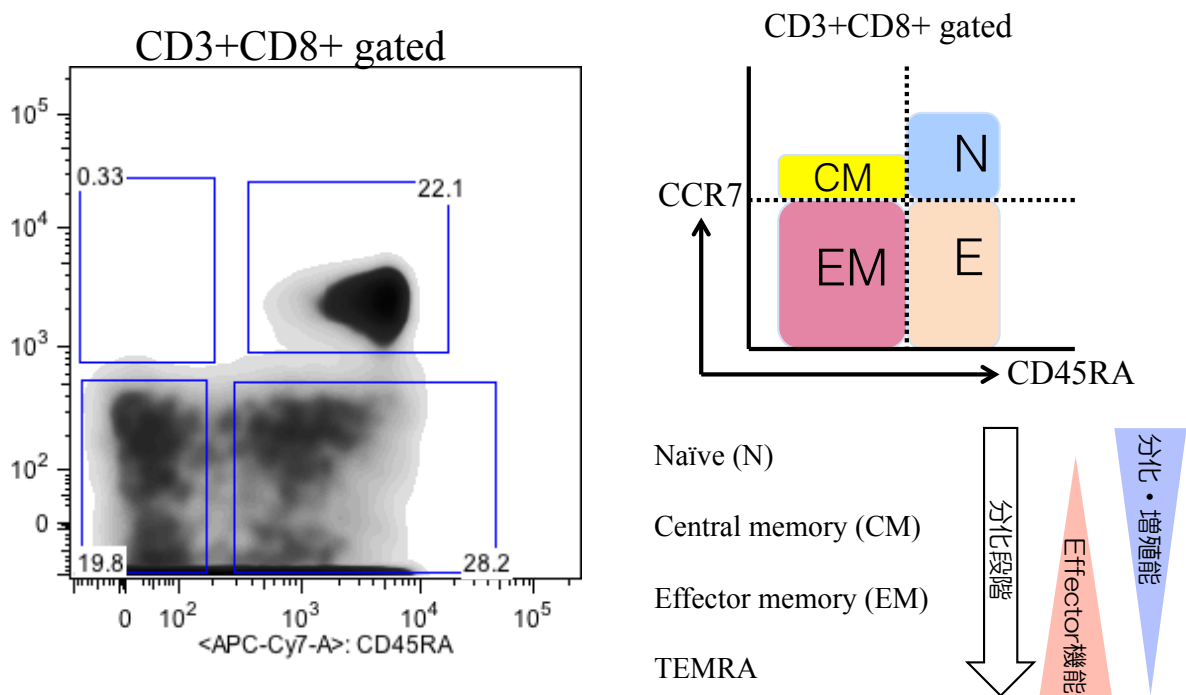 CD3+CD8+ gated
10^5
10^4
10^3
10^2
0
0.33
22.1
19.8
28.2
0 10^2 10^3 10^4 10^5
<APC-Cy7-A>: CD45RA
CD3+CD8+ gated
CCR7
CM
N
EM
E
CD45RA
Naïve (N)
Central memory (CM)
Effector memory (EM)
TEMRA
分化段階
Effector機能
分化・増殖能